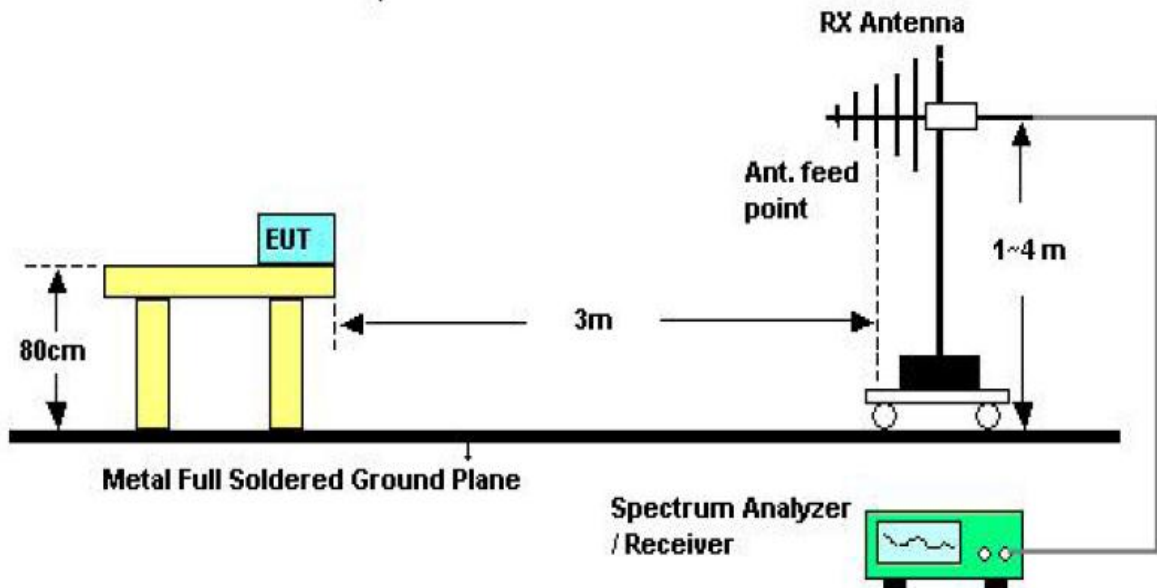 RX Antenna
Ant. feed
point
EUT
1~4 m
3m
80cm
Metal Full Soldered Ground Plane
Spectrum Analyzer
/ Receiver